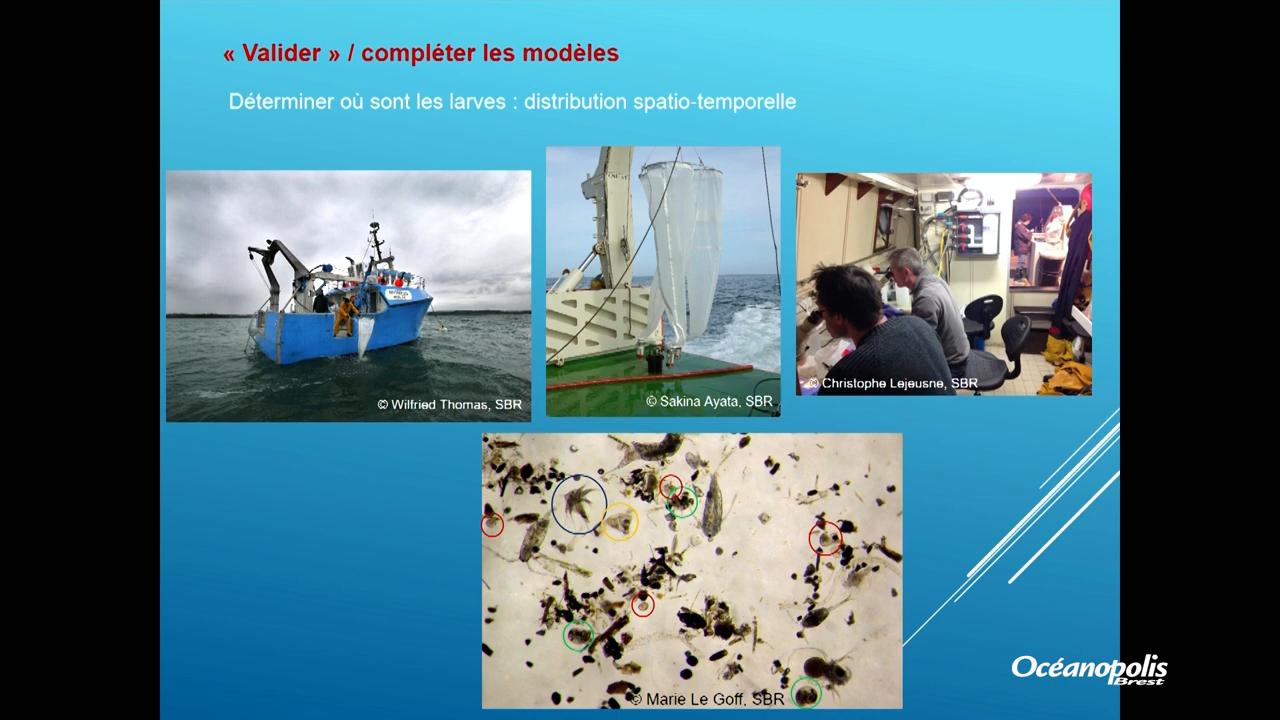 « Valider » / compléter les modèles
Déterminer où sont les larves : distribution spatio-temporelle
© Wilfried Thomas, SBR
© Sakina Ayata, SBR
© Christophe Lejeusne, SBR
© Marie Le Goff, SBR
Océanopolis
Brest